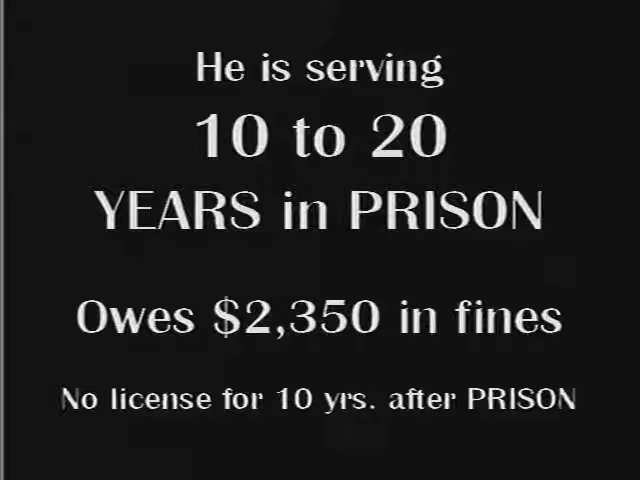 He is serving
10 to 20
YEARS in PRISON
Owes $2,350 in fines
No license for 10 yrs. after PRISON